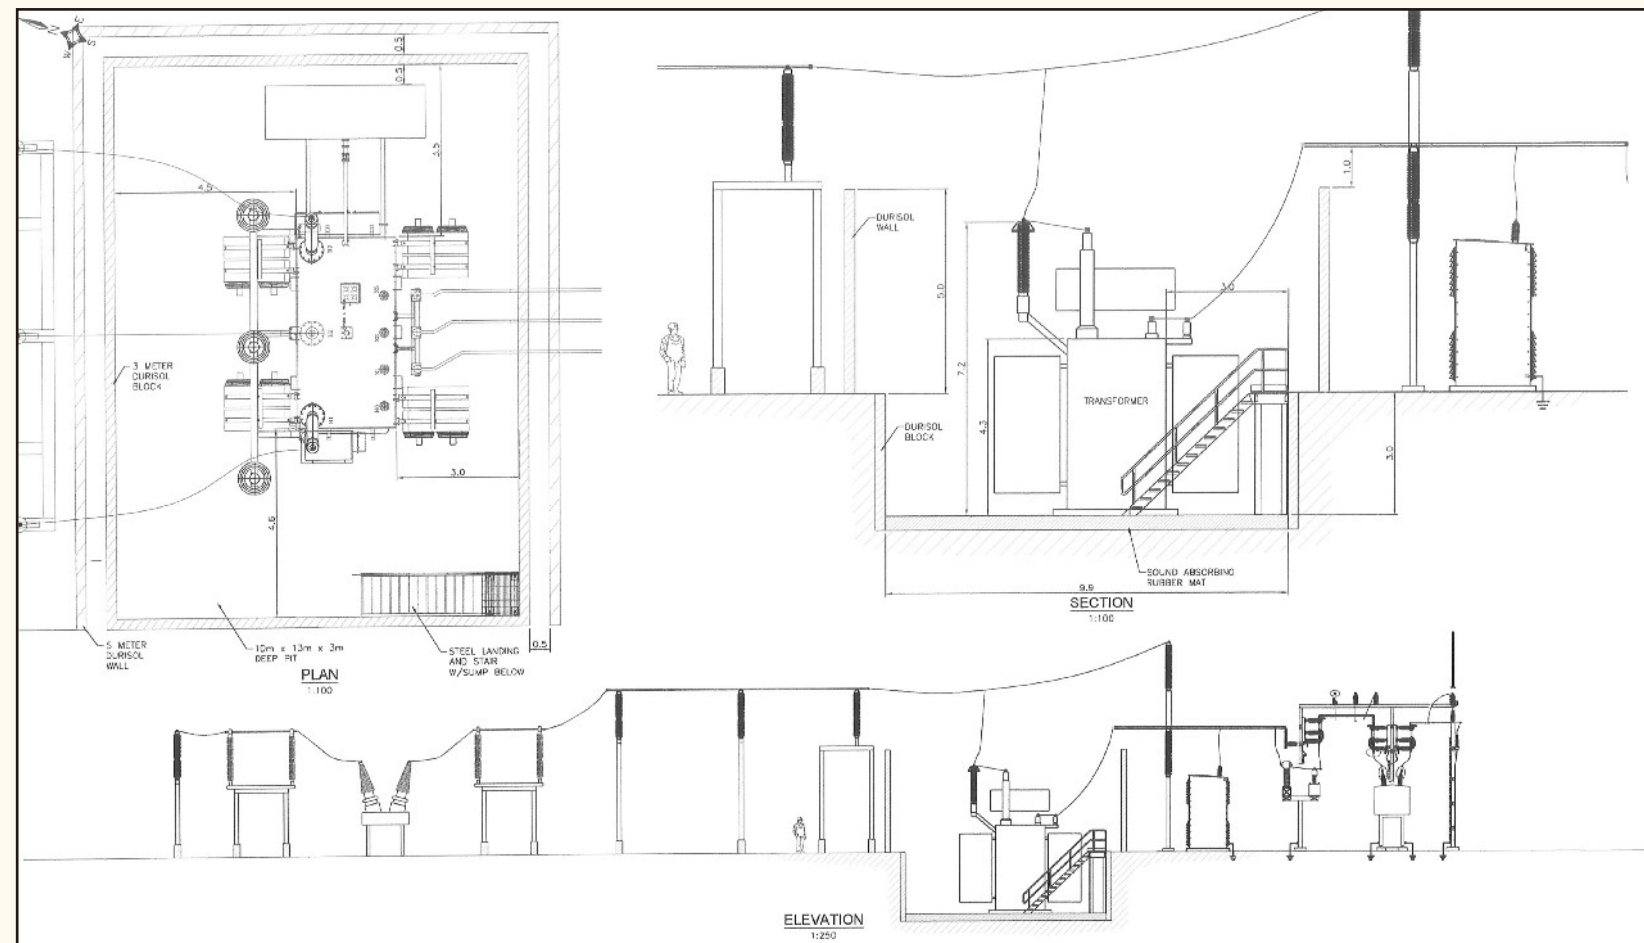 N
E
S
W
0.5
0.5
3.5
4.5
3.0
4.6
0.5
3 METER
DURISOL
BLOCK
5 METER
DURISOL
WALL
10m x 13m x 3m
DEEP PIT
STEEL LANDING
AND STAIR
W/SUMP BELOW
PLAN
1:100
DURISOL
WALL
5.0
1.0
7.2
4.3
3.0
TRANSFORMER
DURISOL
BLOCK
3.0
SOUND ABSORBING
RUBBER MAT
9.9
SECTION
1:100
ELEVATION
1:250